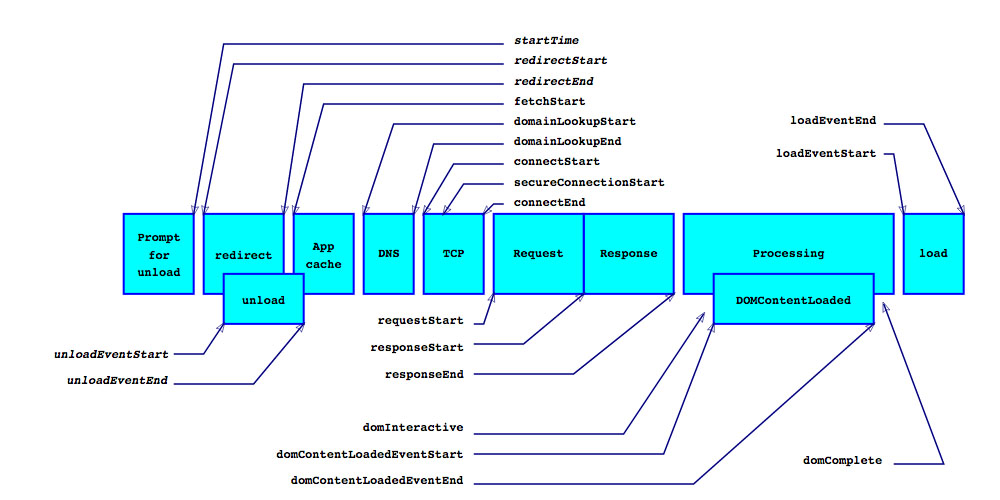 startTime
redirectStart
redirectEnd
fetchStart
domainLookupStart
domainLookupEnd
connectStart
secureConnectionStart
connectEnd
loadEventEnd
loadEventStart
Prompt
for
unload
redirect
App
cache
DNS
TCP
Request
Response
Processing
load
unload
DOMContentLoaded
requestStart
responseStart
responseEnd
unloadEventStart
unloadEventEnd
domInteractive
domContentLoadedEventStart
domContentLoadedEventEnd
domComplete